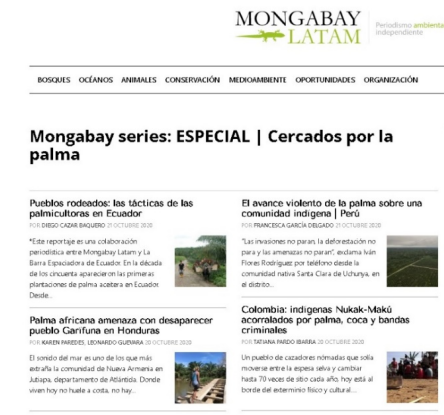 MONGABAY
LATAM
Periodismo ambienta
independiente
BOSQUES OCÉANOS ANIMALES CONSERVACIÓN MEDIOAMBIENTE OPORTUNIDADES ORGANIZACIÓN
Mongabay series: ESPECIAL | Cercados por la
palma
Pueblos rodeados: las tácticas de las
palmicultoras en Ecuador
POR DIEGO CAZAR BAQUERO 21 OCTUBRE 2020
*Este reportaje es una colaboración
periodística entre Mongabay Latam y La
Barra Espaciadora de Ecuador. En la década
de los cincuenta aparecieron las primeras
plantaciones de palma aceitera en Ecuador
Desde...
Palma africana amenaza con desaparecer
pueblo Garífuna en Honduras
POR KAREN PAREDES, LEONARDO GUEVARA 20 OCTUBRE 2020
El sonido del mar es uno de los que más
extraña la comunidad de Nueva Armenia en
Jutiapa, departamento de Atlántida. Donde
viven hoy no huele a costa, no hay...
El avance violento de la palma sobre una
comunidad indígena | Perú
POR FRANCESCA GARCÍA DELGADO 21 OCTUBRE 2020
"Las invasiones no paran, la deforestación no
para y las amenazas no paran", exclama Iván
Flores Rodríguez por teléfono desde la
comunidad nativa Santa Clara de Uchunya, en
el distrito...
Colombia: indígenas Nukak-Makú
acorralados por palma, coca y bandas
criminales
POR TATIANA PARDO IBARRA 20 OCTUBRE 2020
Un pueblo de cazadores nómadas que solía
moverse entre la espesa selva y cambiar
hasta 70 veces de sitio cada año, hoy está al
borde del exterminio físico y cultural...